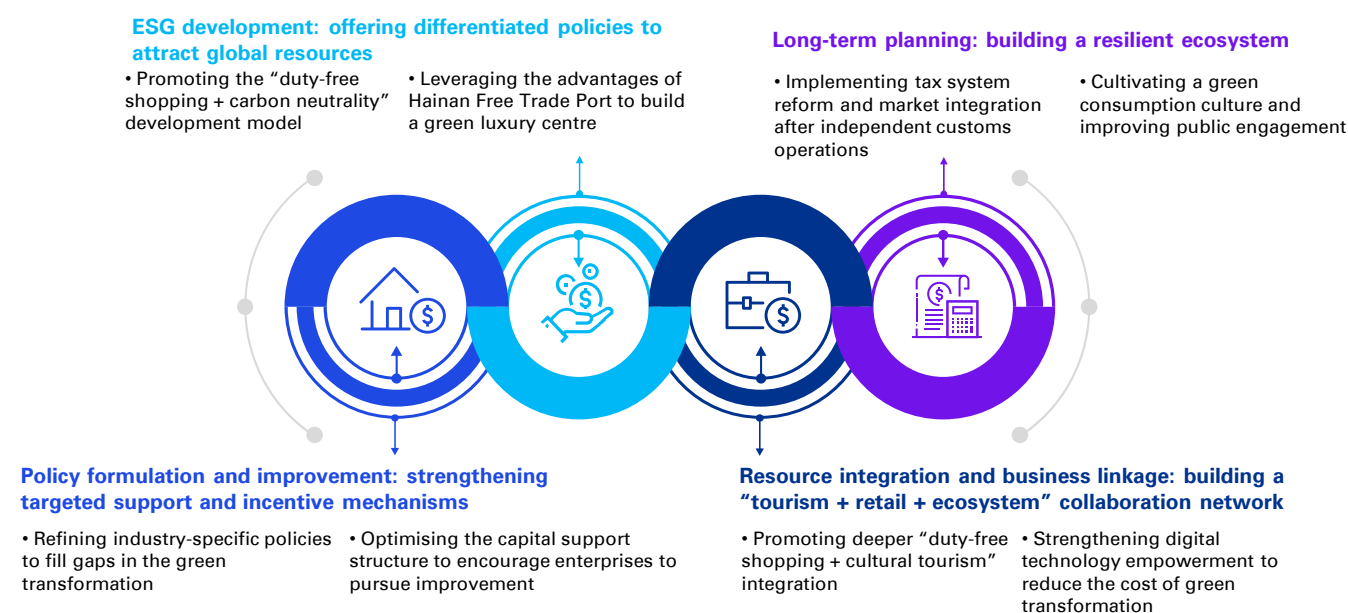 ESG development: offering differentiated policies to
attract global resources
• Promoting the “duty-free
shopping + carbon neutrality”
development model
• Leveraging the advantages of
Hainan Free Trade Port to build
a green luxury centre
Long-term planning: building a resilient ecosystem
• Implementing tax system
reform and market integration
after independent customs
operations
• Cultivating a green
consumption culture and
improving public engagement
$
$
$
$
Policy formulation and improvement: strengthening
targeted support and incentive mechanisms
• Refining industry-specific policies
to fill gaps in the green
transformation
• Optimising the capital support
structure to encourage enterprises to
pursue improvement
Resource integration and business linkage: building a
“tourism + retail + ecosystem” collaboration network
• Promoting deeper “duty-free
shopping + cultural tourism”
integration
• Strengthening digital
technology empowerment to
reduce the cost of green
transformation